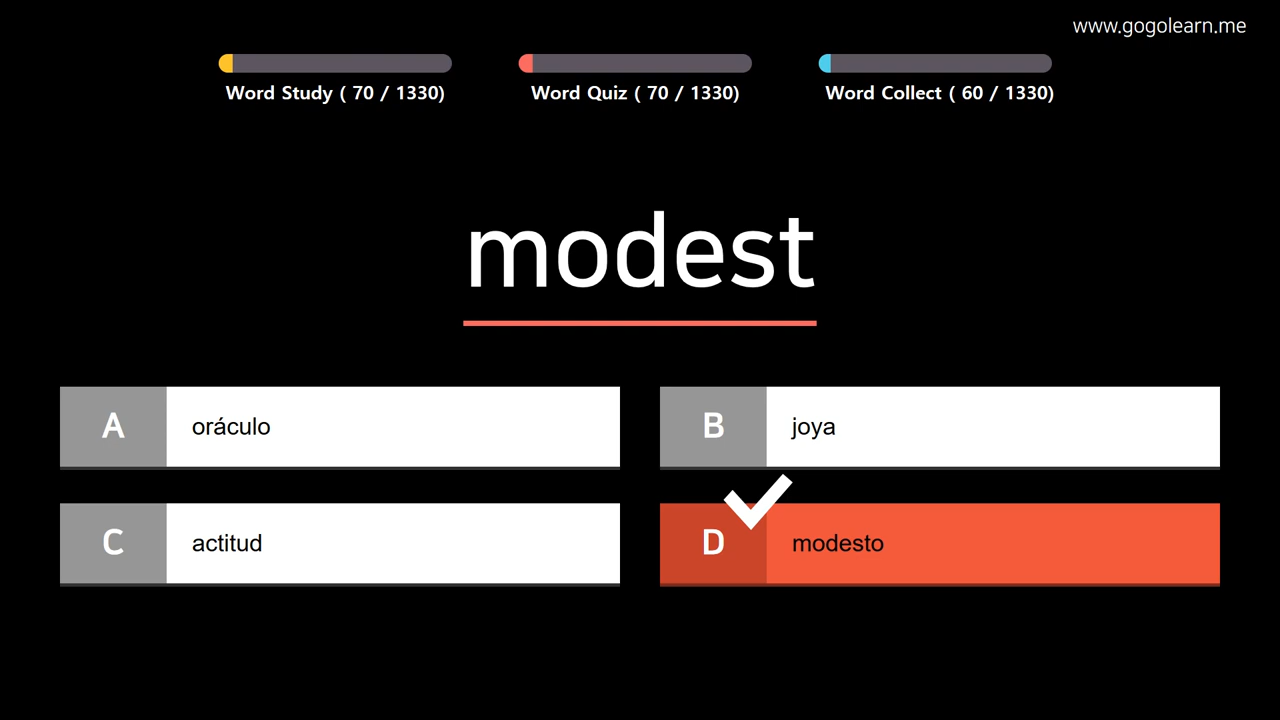 www.gogolearn.me
Word Study ( 70 / 1330)
Word Quiz ( 70 / 1330)
Word Collect ( 60 / 1330)
modest
A oráculo
B joya
C actitud
D modesto